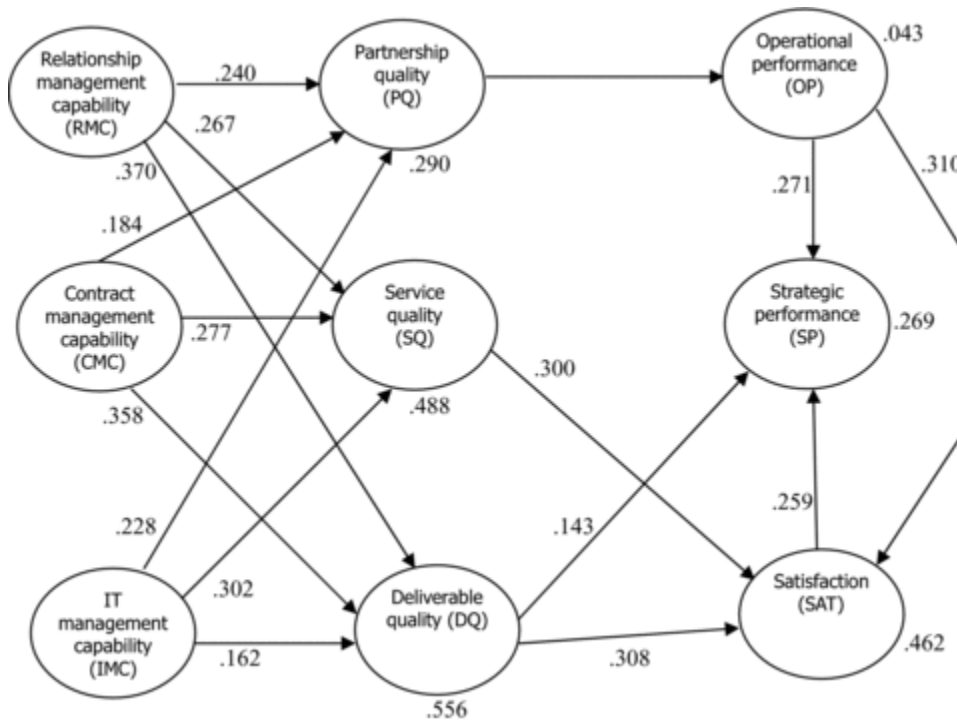 Relationship
management
capability
(RMC)
.240
.267
.370
Partnership
quality
(PQ)
.290
Operational
performance
(OP)
.043
.310
.271
.184
Contract
management
capability
(CMC)
.277
.358
Service
quality
(SQ)
.488
.300
Strategic
performance
(SP)
.269
.228
.302
.143
.259
IT
management
capability
(IMC)
.162
Deliverable
quality (DQ)
.556
.308
Satisfaction
(SAT)
.462